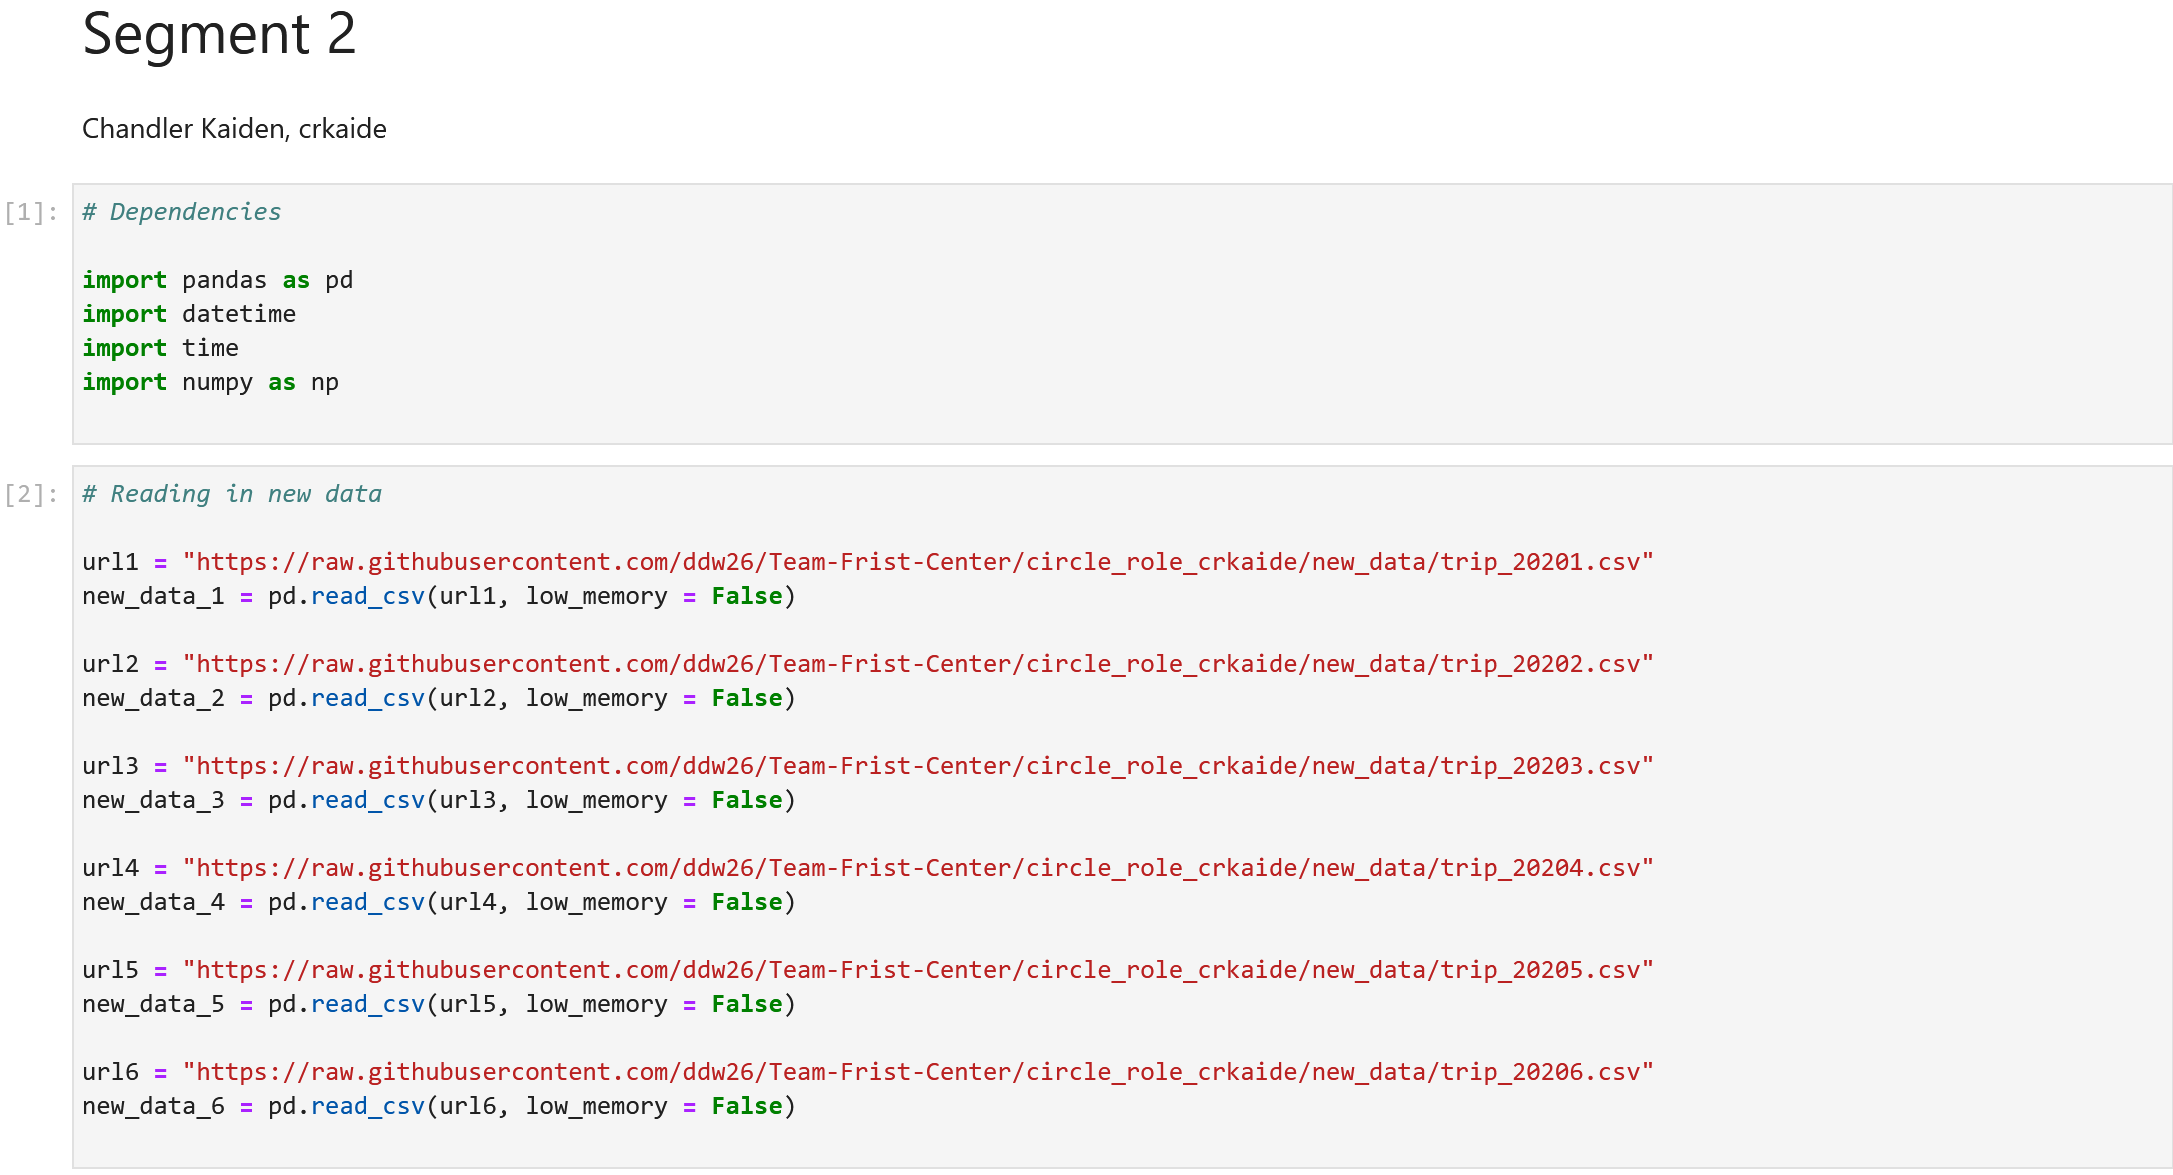 Segment 2
Chandler Kaiden, crkaide
[1]: # Dependencies
import pandas as pd
import datetime
import time
import numpy as np
[2]: # Reading in new data
url1 = "https://raw.githubusercontent.com/ddw26/Team-Frist-Center/circle_role_crkaide/new_data/trip_20201.csv"
new_data_1 = pd.read_csv(url1, low_memory = False)
url2 = "https://raw.githubusercontent.com/ddw26/Team-Frist-Center/circle_role_crkaide/new_data/trip_20202.csv"
new_data_2 = pd.read_csv(url2, low_memory = False)
url3 = "https://raw.githubusercontent.com/ddw26/Team-Frist-Center/circle_role_crkaide/new_data/trip_20203.csv"
new_data_3 = pd.read_csv(url3, low_memory = False)
url4 = "https://raw.githubusercontent.com/ddw26/Team-Frist-Center/circle_role_crkaide/new_data/trip_20204.csv"
new_data_4 = pd.read_csv(url4, low_memory = False)
url5 = "https://raw.githubusercontent.com/ddw26/Team-Frist-Center/circle_role_crkaide/new_data/trip_20205.csv"
new_data_5 = pd.read_csv(url5, low_memory = False)
url6 = "https://raw.githubusercontent.com/ddw26/Team-Frist-Center/circle_role_crkaide/new_data/trip_20206.csv"
new_data_6 = pd.read_csv(url6, low_memory = False)